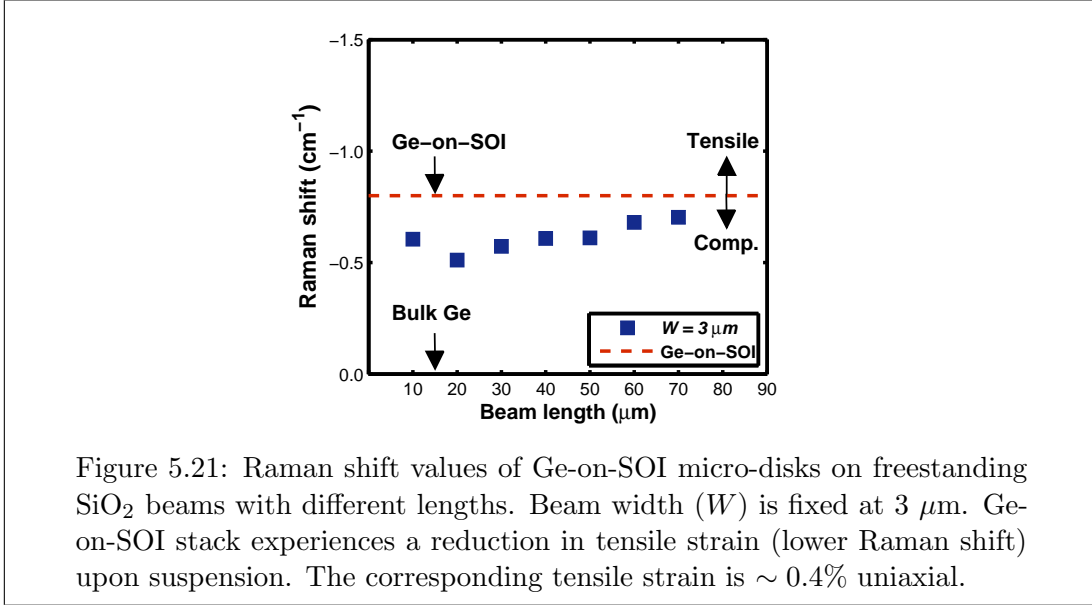 −1.5
−1.0
−0.5
0.0
Raman shift (cm⁻¹)
Ge−on−SOI
Tensile
Comp.
Bulk Ge
W = 3 μm
Ge−on−SOI
10 20 30 40 50 60 70 80 90
Beam length (μm)
Figure 5.21: Raman shift values of Ge-on-SOI micro-disks on freestanding
SiO₂ beams with different lengths. Beam width (W) is fixed at 3 μm. Ge-
on-SOI stack experiences a reduction in tensile strain (lower Raman shift)
upon suspension. The corresponding tensile strain is ∼ 0.4% uniaxial.